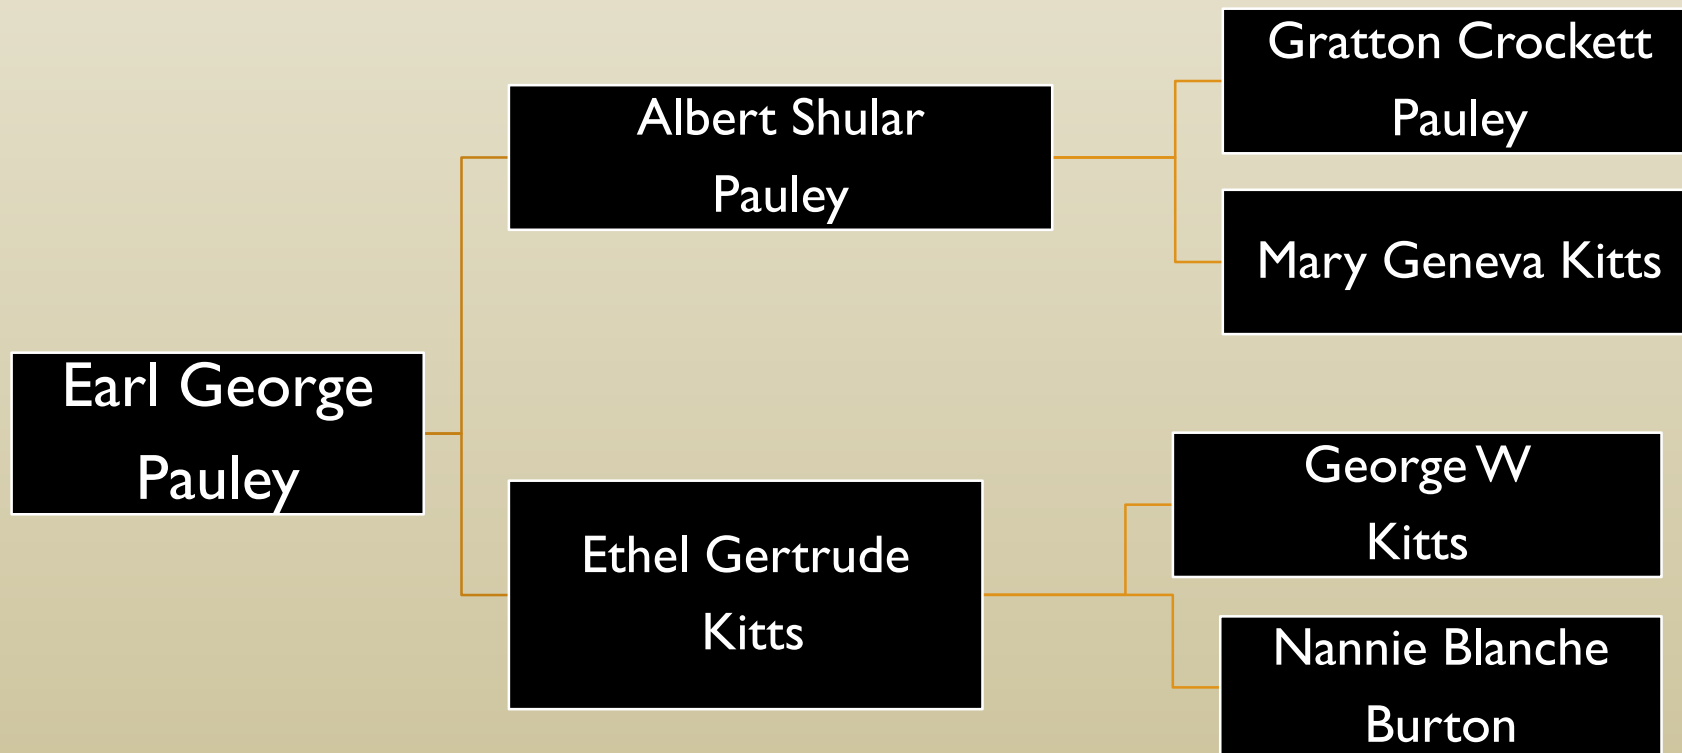 Gratton Crockett
Pauley
Albert Shular
Pauley
Mary Geneva Kitts
Earl George
Pauley
George W
Kitts
Ethel Gertrude
Kitts
Nannie Blanche
Burton